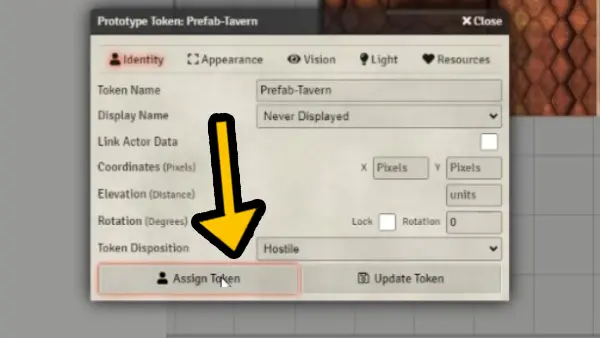 Prototype Token: Prefab-Tavern Close
Identity Appearance Vision Light Resources
Token Name Prefab-Tavern
Display Name Never Displayed
Link Actor Data
Coordinates (Pixels) X Pixels Y Pixels
Elevation (Distance) units
Rotation (Degrees) Lock Rotation 0
Token Disposition Hostile
Assign Token Update Token